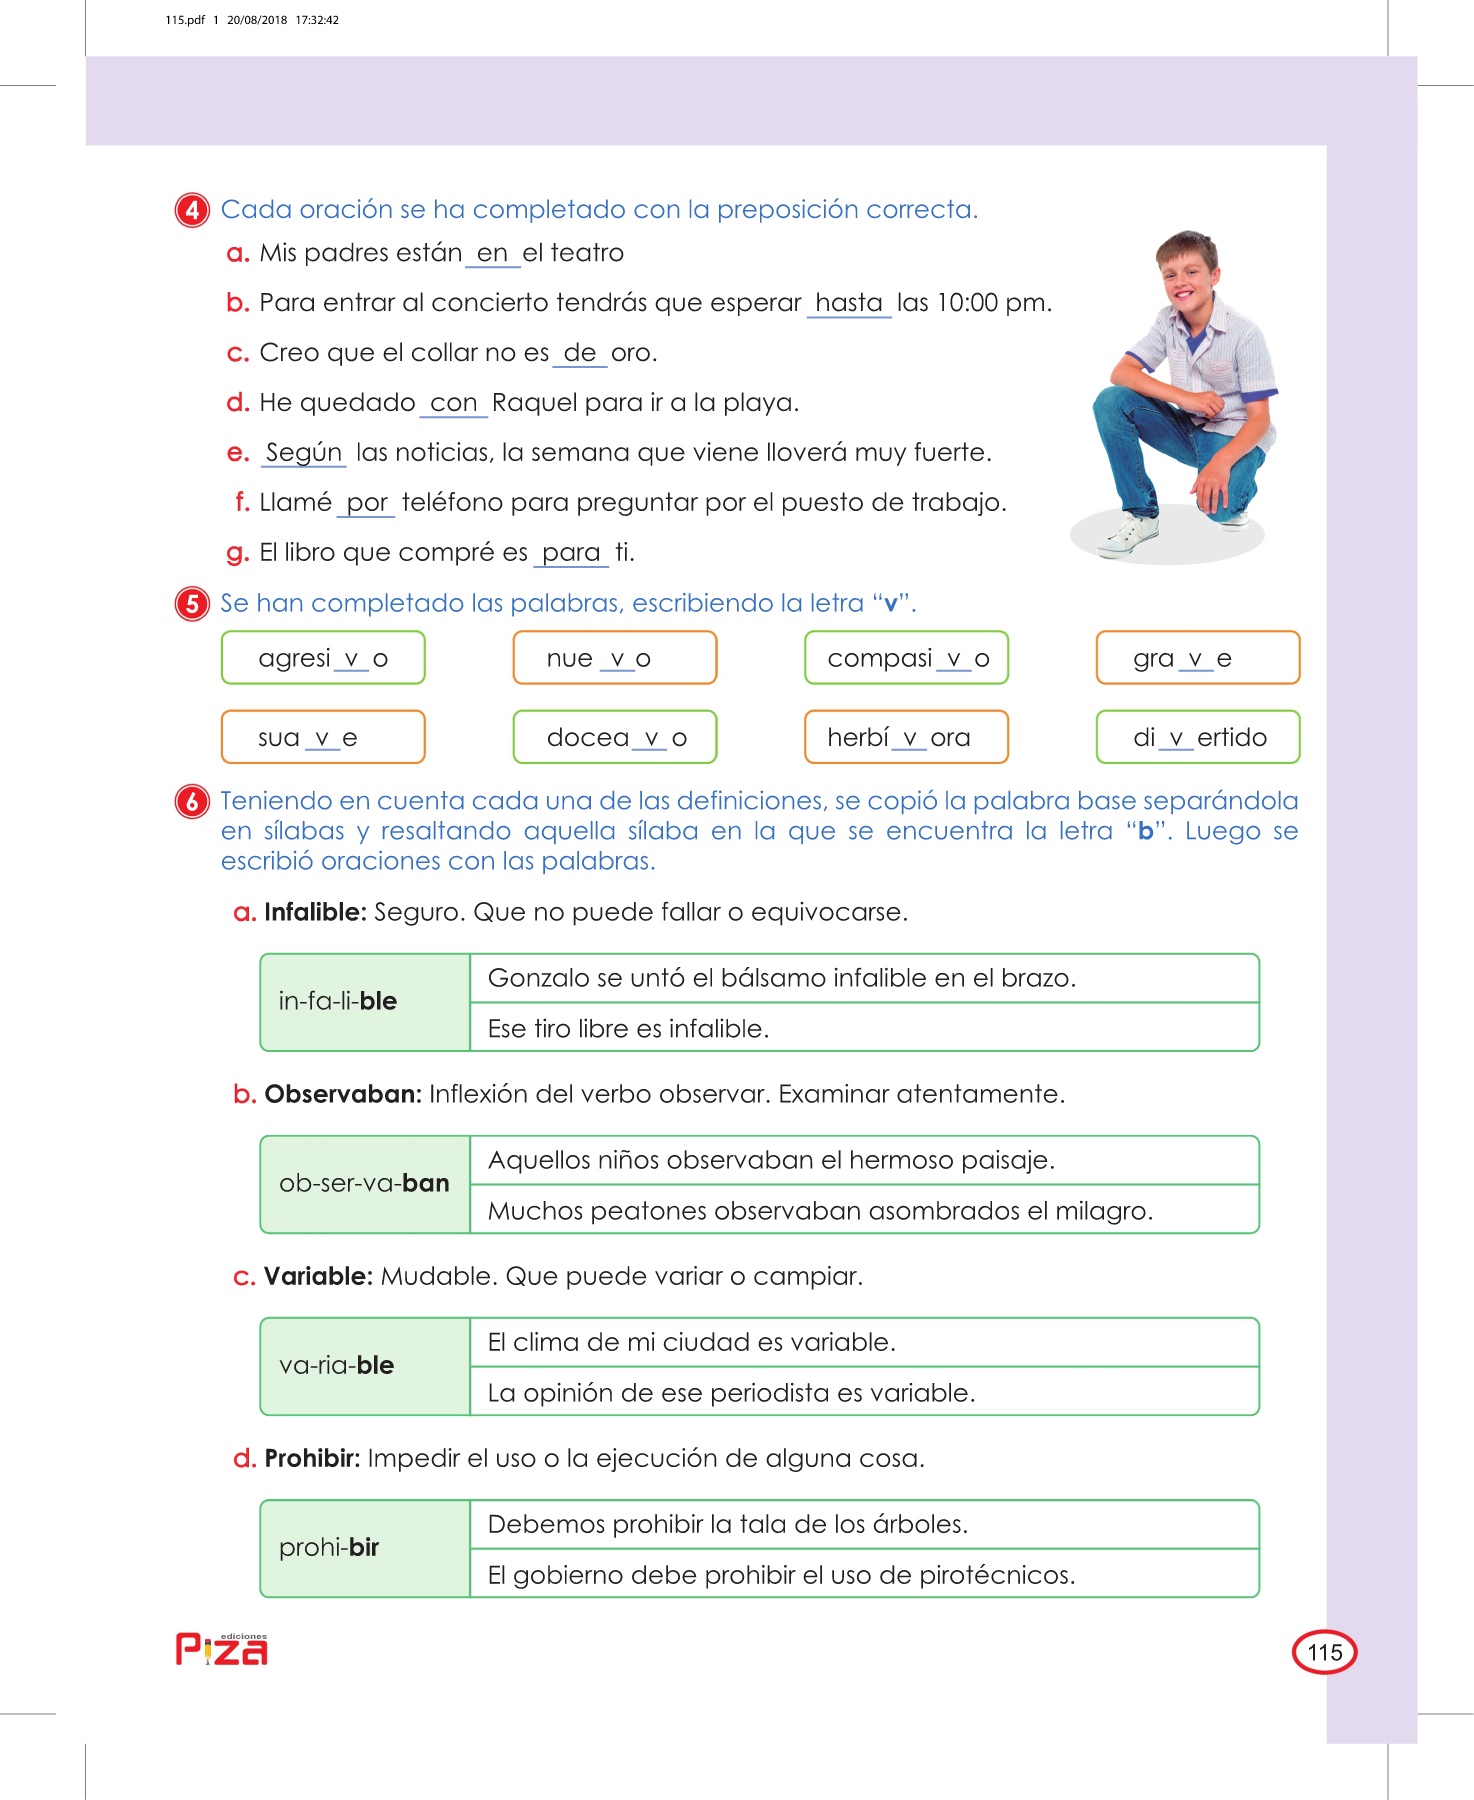 115.pdf 1 20/08/2018 17:32:42
4 Cada oración se ha completado con la preposición correcta.
a. Mis padres están en el teatro
b. Para entrar al concierto tendrás que esperar hasta las 10:00 pm.
c. Creo que el collar no es de oro.
d. He quedado con Raquel para ir a la playa.
e. Según las noticias, la semana que viene lloverá muy fuerte.
f. Llamé por teléfono para preguntar por el puesto de trabajo.
g. El libro que compré es para ti.
5 Se han completado las palabras, escribiendo la letra “v”.
agresi v o nue v o compasi v o gra v e
sua v e docea v o herbí v ora di v ertido
6 Teniendo en cuenta cada una de las definiciones, se copió la palabra base separándola
en sílabas y resaltando aquella sílaba en la que se encuentra la letra “b”. Luego se
escribió oraciones con las palabras.
a. Infalible: Seguro. Que no puede fallar o equivocarse.
in-fa-li-ble
Gonzalo se untó el bálsamo infalible en el brazo.
Ese tiro libre es infalible.
b. Observaban: Inflexión del verbo observar. Examinar atentamente.
ob-ser-va-ban
Aquellos niños observaban el hermoso paisaje.
Muchos peatones observaban asombrados el milagro.
c. Variable: Mudable. Que puede variar o campiar.
va-ria-ble
El clima de mi ciudad es variable.
La opinión de ese periodista es variable.
d. Prohibir: Impedir el uso o la ejecución de alguna cosa.
prohi-bir
Debemos prohibir la tala de los árboles.
El gobierno debe prohibir el uso de pirotécnicos.
ediciones
Piza
115